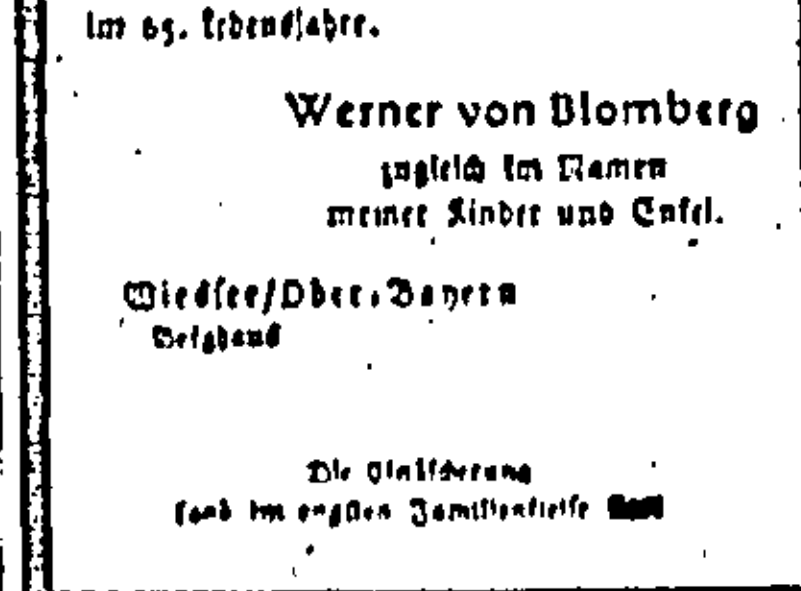 im 65. Lebensjahre.
Werner von Blomberg
zugleich im Namen
meiner Kinder und Enkel.
Wiessee/Ober-Bayern
Berghaus
Die Einäscherung
fand im engsten Familienkreise statt